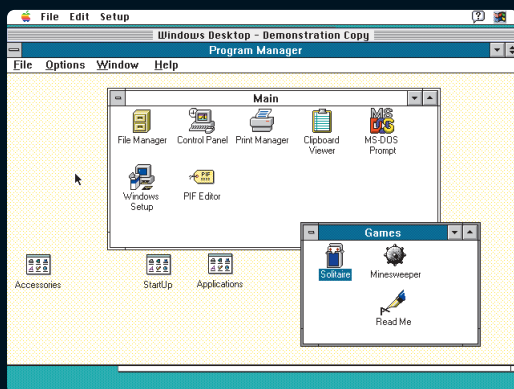 File Edit Setup
Windows Desktop - Demonstration Copy
Program Manager
File Options Window Help
Main
File Manager Control Panel Print Manager Clipboard Viewer MS-DOS Prompt
MS DOS
Windows Setup PIF Editor
PIF
Games
Solitaire Minesweeper
Read Me
Accessories StartUp Applications